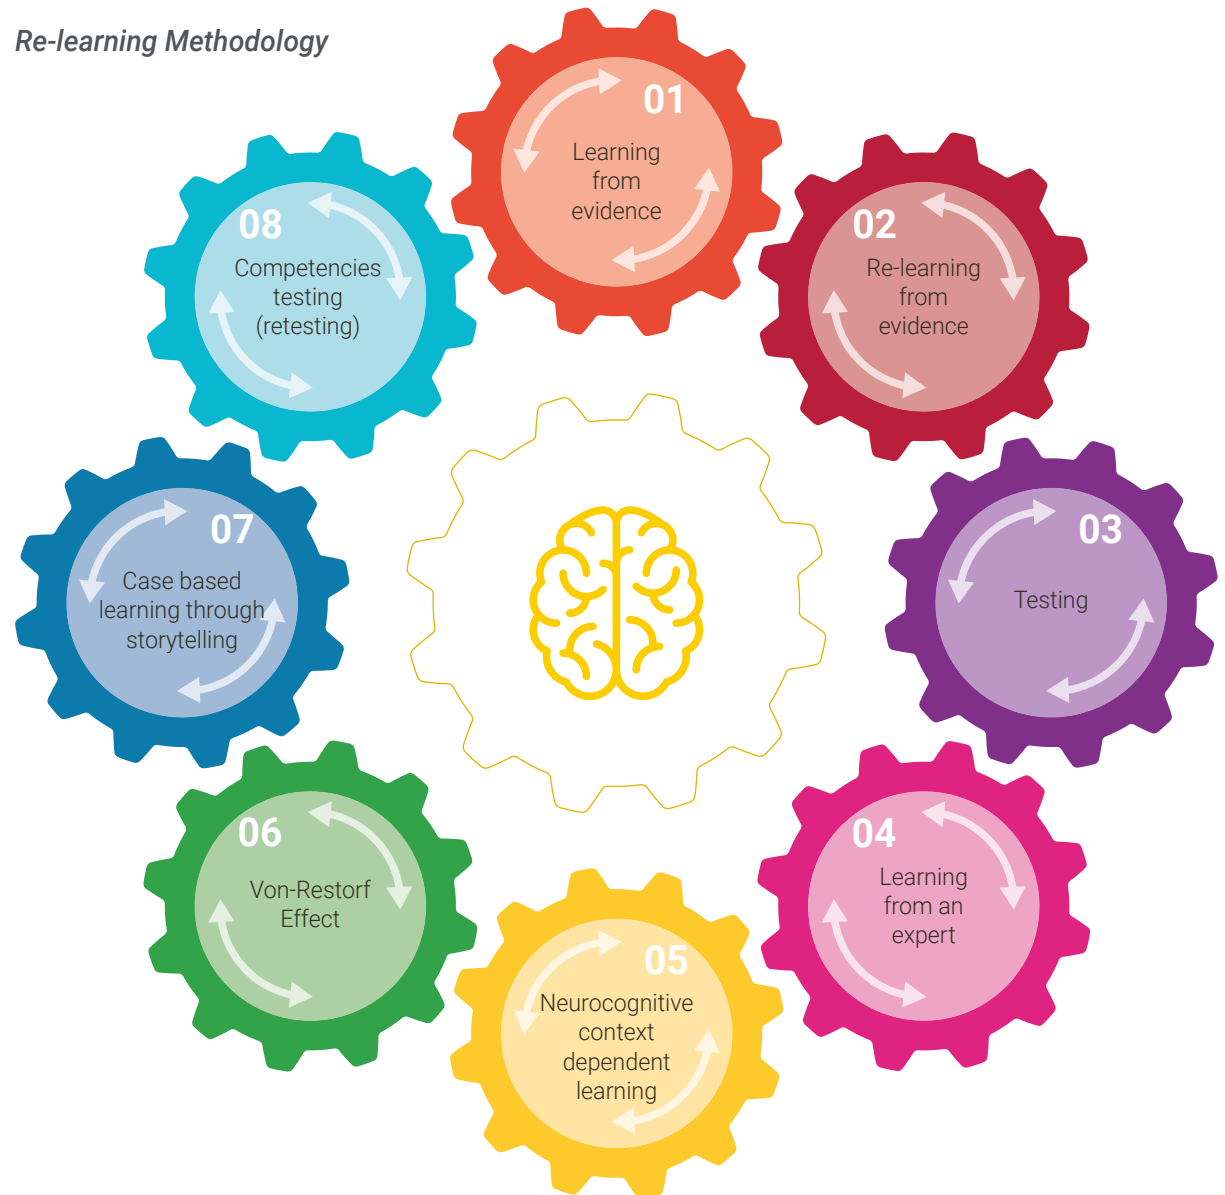 Re-learning Methodology
01
Learning
from
evidence
02
Re-learning
from
evidence
03
Testing
04
Learning
from an
expert
05
Neurocognitive
context
dependent
learning
06
Von-Restorf
Effect
07
Case based
learning through
storytelling
08
Competencies
testing
(retesting)